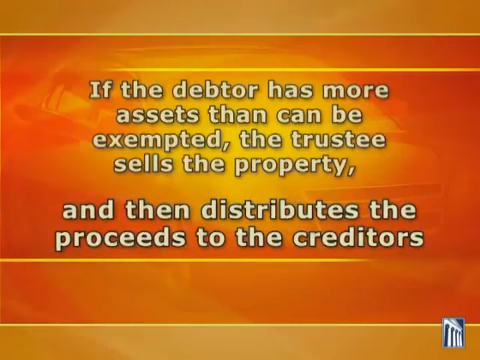 If the debtor has more
assets than can be
exempted, the trustee
sells the property,
and then distributes the
proceeds to the creditors